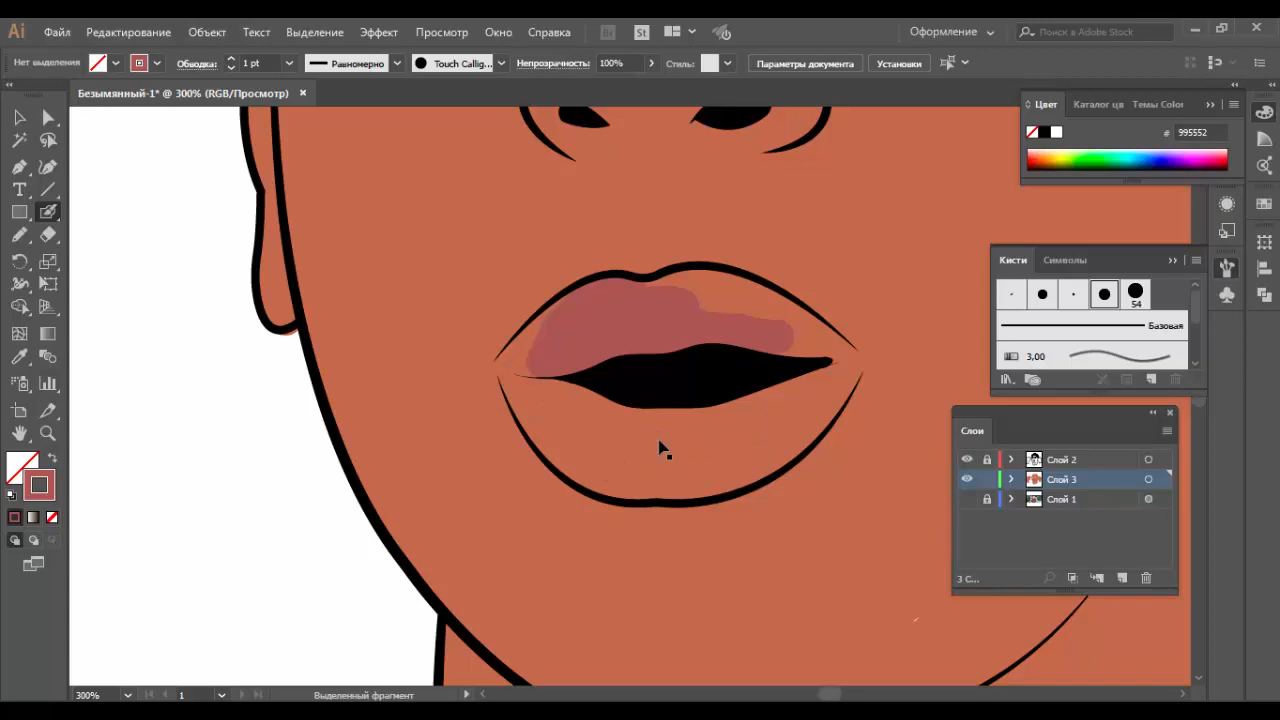 Ai Файл Редактирование Объект Текст Выделение Эффект Просмотр Окно Справка Br St Оформление Поиск в Adobe Stock
Нет выделения Обводка: 1 pt Равномерно Touch Callig... Непрозрачность: 100% Стиль: Параметры документа Установки
Безымянный-1* @ 300% (RGB/Просмотр)
Цвет Каталог цв Темы Color
# 995552
Кисти Символы
54
Базовая
3,00
Слои
Слой 2
Слой 3
Слой 1
3 С...
300% 1 Выделенный фрагмент